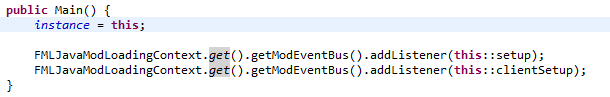 public Main() {
instance = this;
FMLJavaModLoadingContext.get().getModEventBus().addListener(this::setup);
FMLJavaModLoadingContext.get().getModEventBus().addListener(this::clientSetup);
}